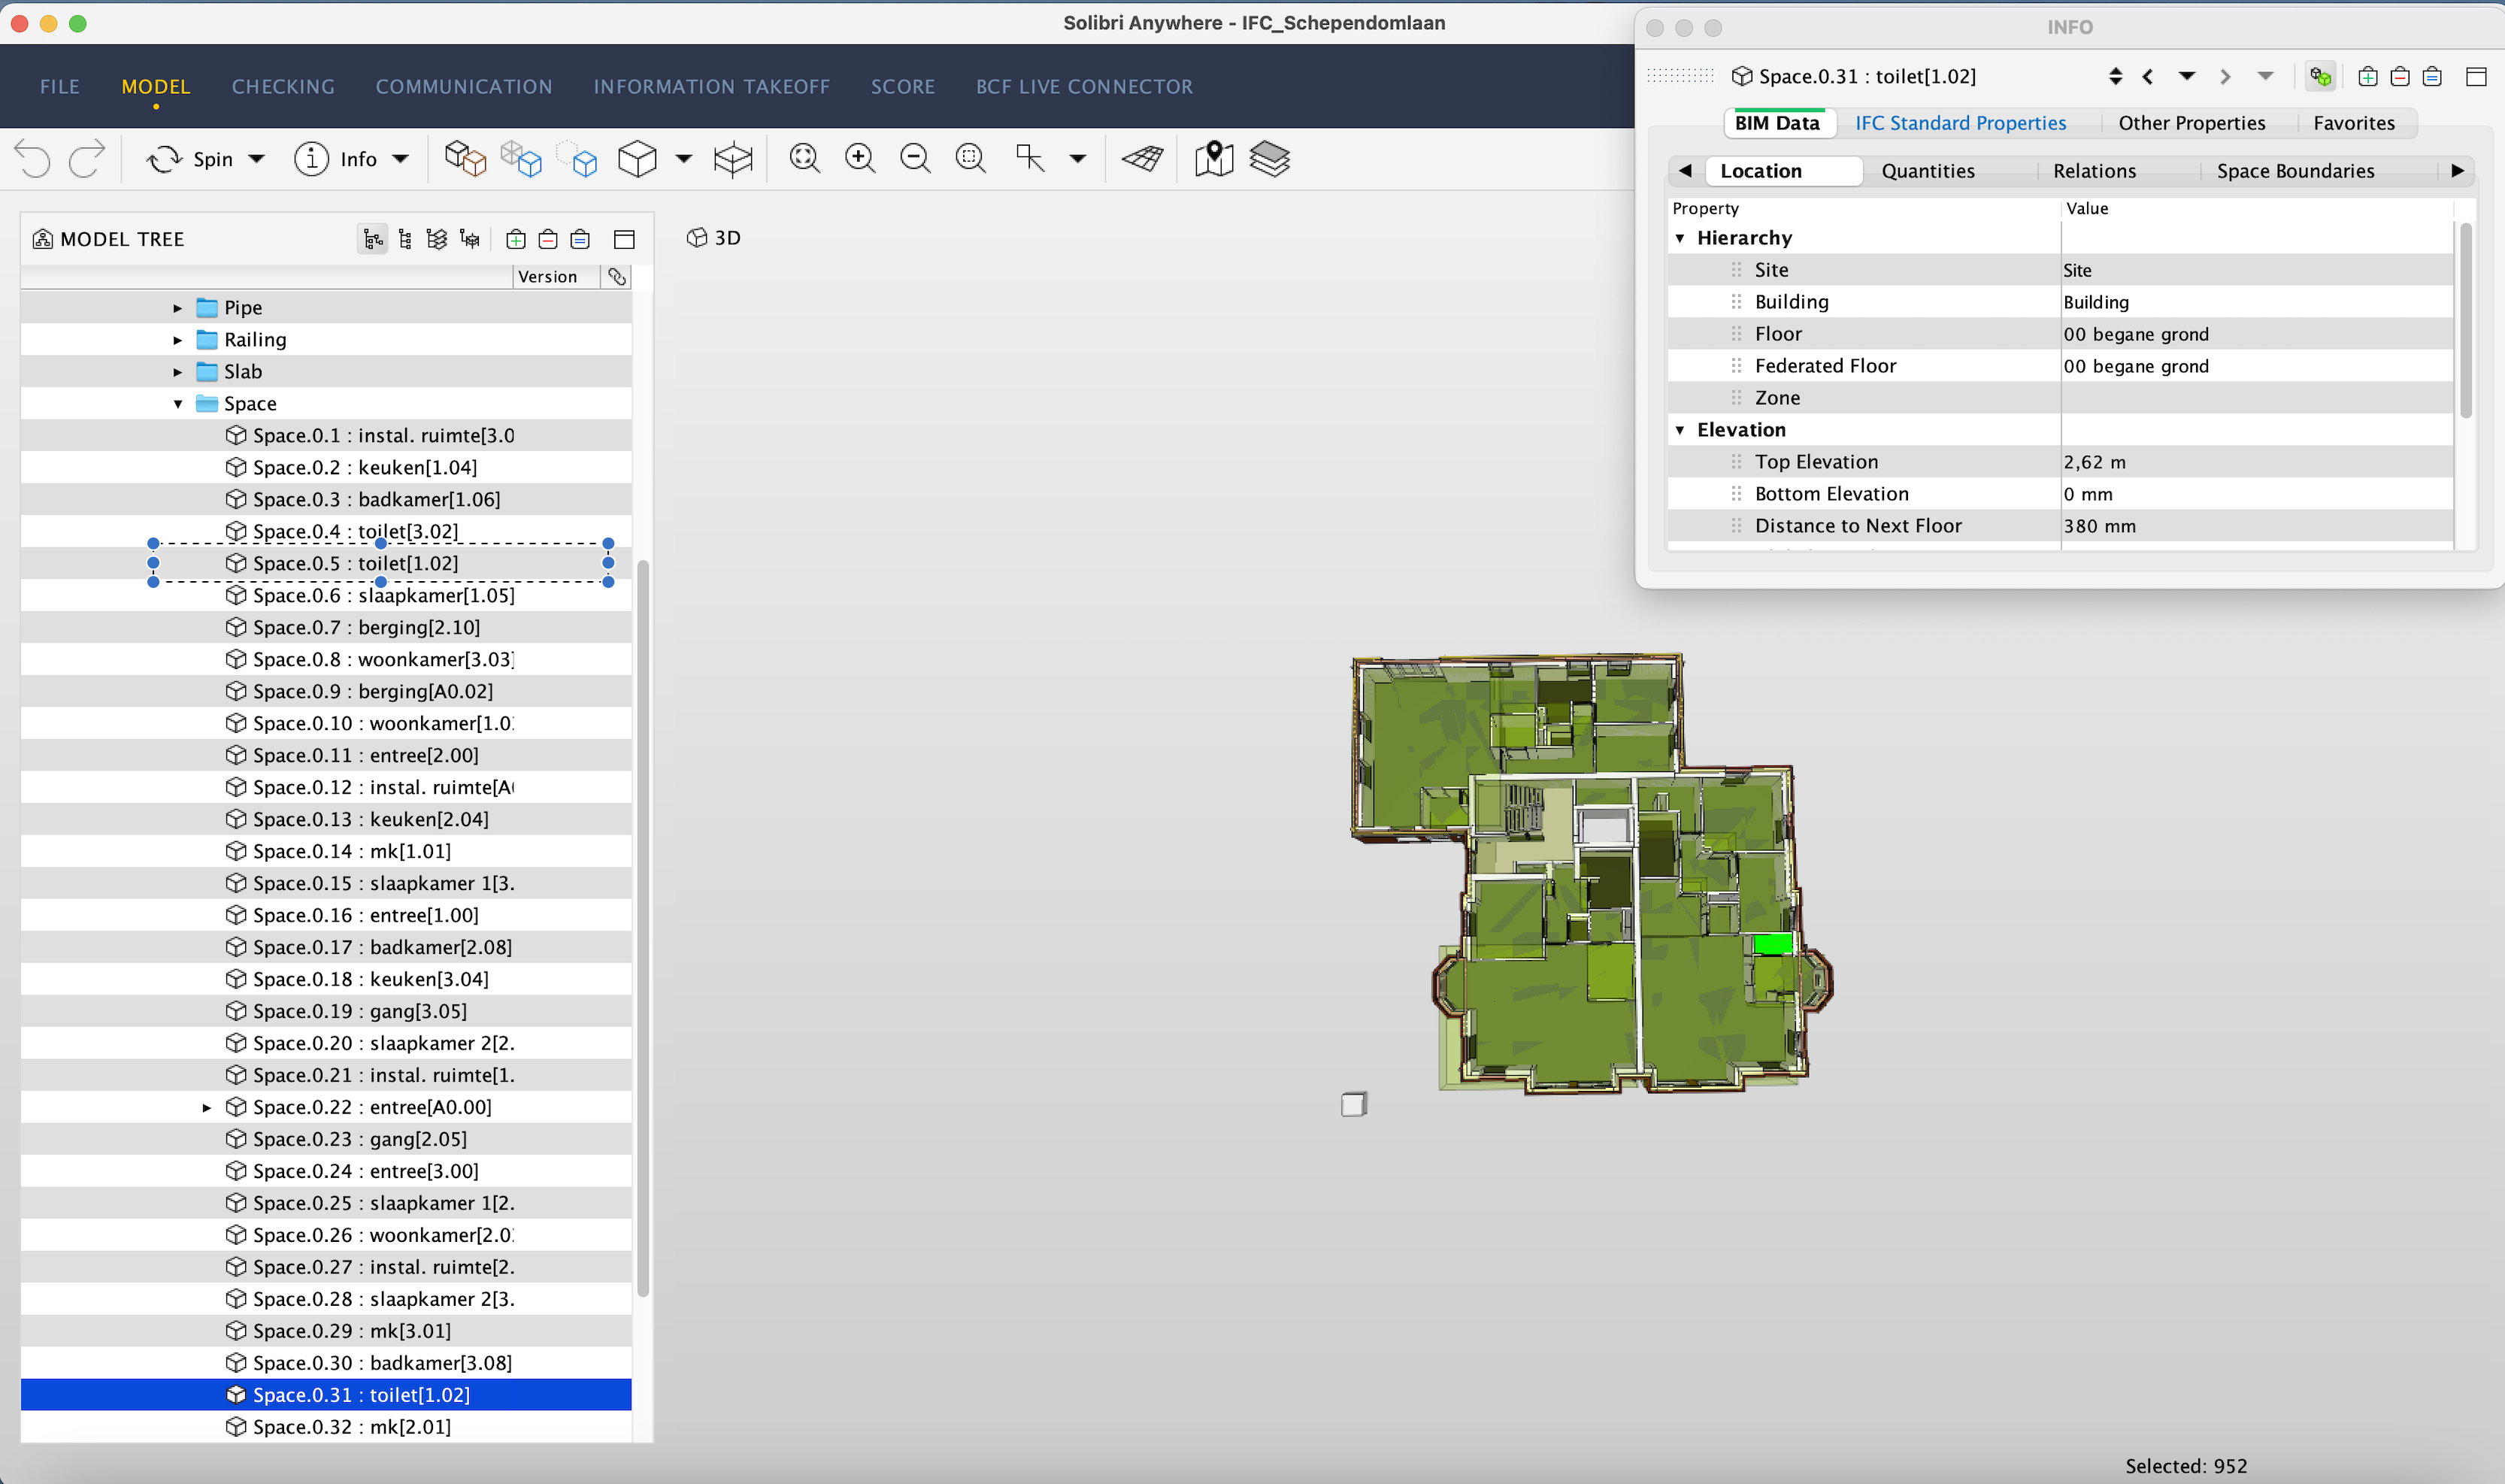 Solibri Anywhere - IFC_Schependomlaan
FILE MODEL CHECKING COMMUNICATION INFORMATION TAKEOFF SCORE BCF LIVE CONNECTOR
Spin Info
MODEL TREE
Version
Pipe
Railing
Slab
Space
Space.0.1 : instal. ruimte[3.0
Space.0.2 : keuken[1.04]
Space.0.3 : badkamer[1.06]
Space.0.4 : toilet[3.02]
Space.0.5 : toilet[1.02]
Space.0.6 : slaapkamer[1.05]
Space.0.7 : berging[2.10]
Space.0.8 : woonkamer[3.03]
Space.0.9 : berging[A0.02]
Space.0.10 : woonkamer[1.0
Space.0.11 : entree[2.00]
Space.0.12 : instal. ruimte[A
Space.0.13 : keuken[2.04]
Space.0.14 : mk[1.01]
Space.0.15 : slaapkamer 1[3.
Space.0.16 : entree[1.00]
Space.0.17 : badkamer[2.08]
Space.0.18 : keuken[3.04]
Space.0.19 : gang[3.05]
Space.0.20 : slaapkamer 2[2.
Space.0.21 : instal. ruimte[1.
Space.0.22 : entree[A0.00]
Space.0.23 : gang[2.05]
Space.0.24 : entree[3.00]
Space.0.25 : slaapkamer 1[2.
Space.0.26 : woonkamer[2.0
Space.0.27 : instal. ruimte[2.
Space.0.28 : slaapkamer 2[3.
Space.0.29 : mk[3.01]
Space.0.30 : badkamer[3.08]
Space.0.31 : toilet[1.02]
Space.0.32 : mk[2.01]
3D
INFO
Space.0.31 : toilet[1.02]
BIM Data IFC Standard Properties Other Properties Favorites
Location Quantities Relations Space Boundaries
Property Value
Hierarchy
Site Site
Building Building
Floor 00 begane grond
Federated Floor 00 begane grond
Zone
Elevation
Top Elevation 2,62 m
Bottom Elevation 0 mm
Distance to Next Floor 380 mm
Selected: 952